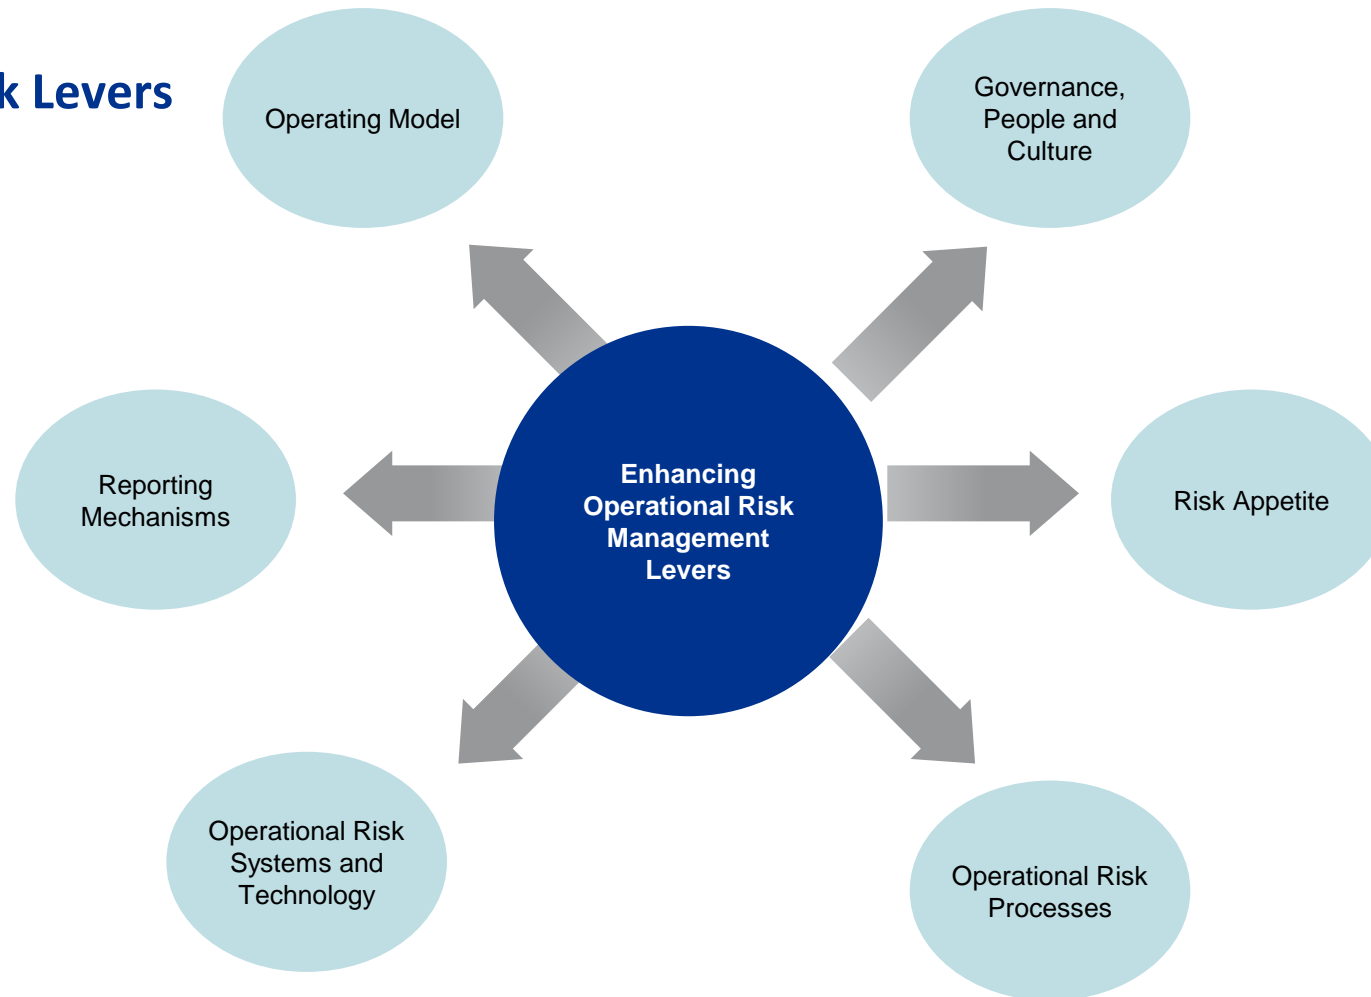 k Levers
Operating Model
Governance,
People and
Culture
Reporting
Mechanisms
Enhancing
Operational Risk
Management
Levers
Risk Appetite
Operational Risk
Systems and
Technology
Operational Risk
Processes